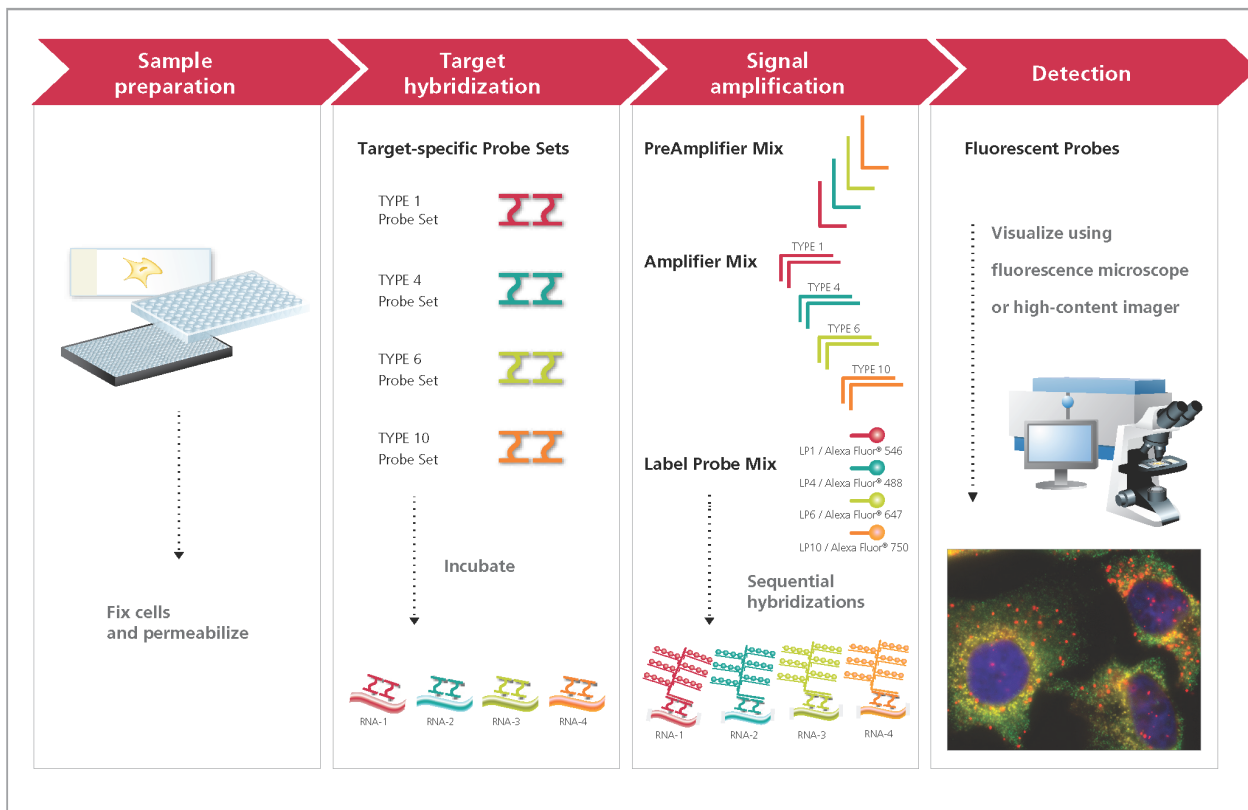 Sample
preparation
Target
hybridization
Signal
amplification
Detection
Fix cells
and permeabilize
Target-specific Probe Sets
TYPE 1
Probe Set
TYPE 4
Probe Set
TYPE 6
Probe Set
TYPE 10
Probe Set
Incubate
RNA-1
RNA-2
RNA-3
RNA-4
PreAmplifier Mix
Amplifier Mix
TYPE 1
TYPE 4
TYPE 6
TYPE 10
Label Probe Mix
LP1 / Alexa Fluor® 546
LP4 / Alexa Fluor® 488
LP6 / Alexa Fluor® 647
LP10 / Alexa Fluor® 750
Sequential
hybridizations
RNA-1
RNA-2
RNA-3
RNA-4
Fluorescent Probes
Visualize using
fluorescence microscope
or high-content imager